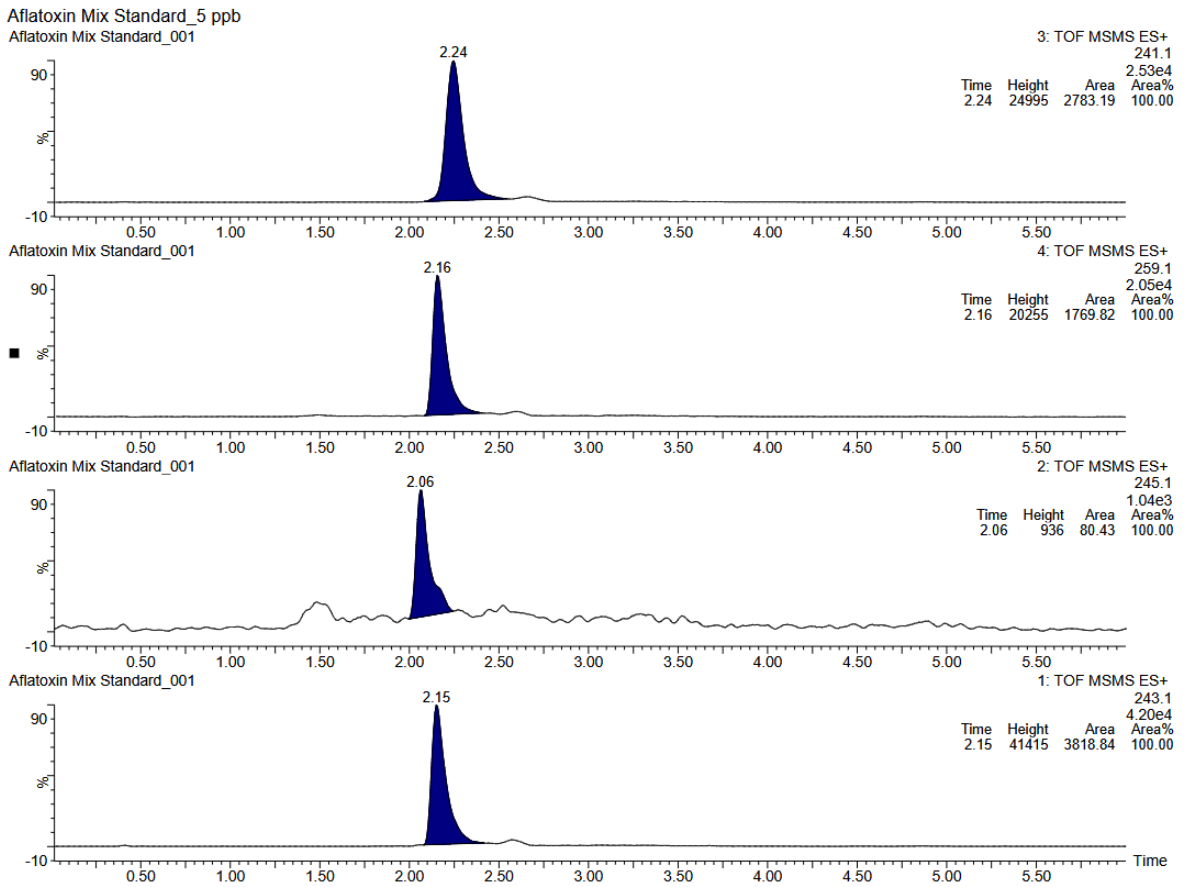 Aflatoxin Mix Standard_5 ppb
Aflatoxin Mix Standard_001
3: TOF MSMS ES+
241.1
2.53e4
Time Height Area Area%
2.24 24995 2783.19 100.00
2.24
90
%
-10
0.50 1.00 1.50 2.00 2.50 3.00 3.50 4.00 4.50 5.00 5.50
Aflatoxin Mix Standard_001
4: TOF MSMS ES+
259.1
2.05e4
Time Height Area Area%
2.16 20255 1769.82 100.00
2.16
90
%
-10
0.50 1.00 1.50 2.00 2.50 3.00 3.50 4.00 4.50 5.00 5.50
Aflatoxin Mix Standard_001
2: TOF MSMS ES+
245.1
1.04e3
Time Height Area Area%
2.06 936 80.43 100.00
2.06
90
%
-10
0.50 1.00 1.50 2.00 2.50 3.00 3.50 4.00 4.50 5.00 5.50
Aflatoxin Mix Standard_001
1: TOF MSMS ES+
243.1
4.20e4
Time Height Area Area%
2.15 41415 3818.84 100.00
2.15
90
%
-10
Time
0.50 1.00 1.50 2.00 2.50 3.00 3.50 4.00 4.50 5.00 5.50